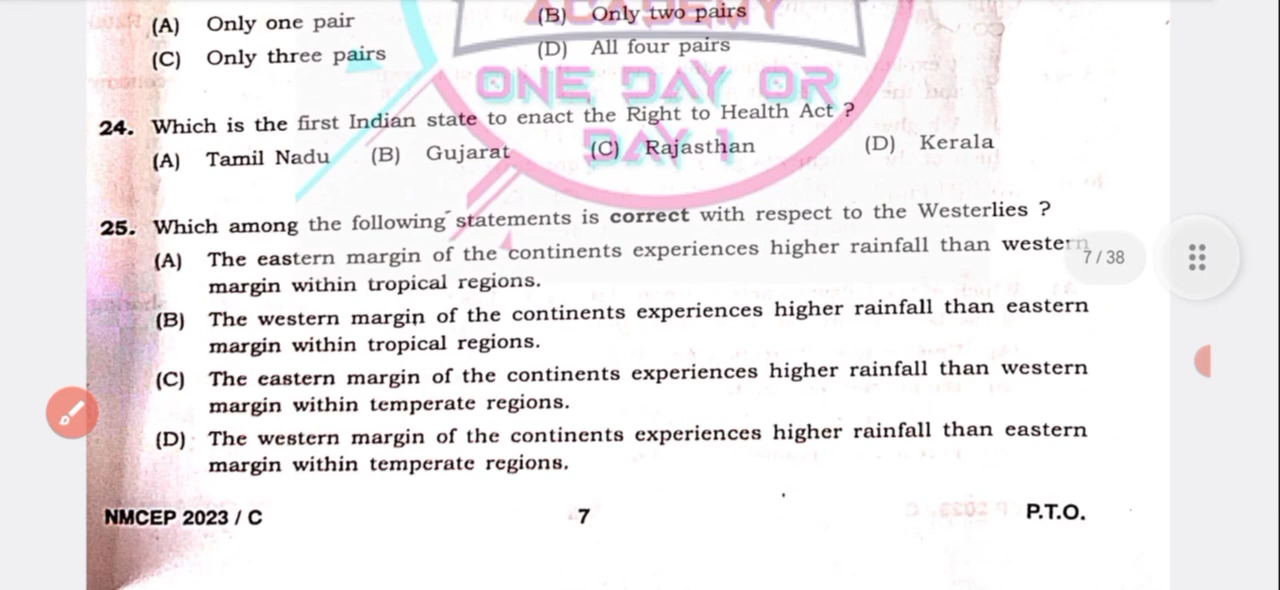 ACADEMY
(A) Only one pair (B) Only two pairs
(C) Only three pairs (D) All four pairs
ONE DAY OR
DAY 1
24. Which is the first Indian state to enact the Right to Health Act ?
(A) Tamil Nadu (B) Gujarat (C) Rajasthan (D) Kerala
25. Which among the following statements is correct with respect to the Westerlies ?
(A) The eastern margin of the continents experiences higher rainfall than western
margin within tropical regions.
7 / 38
(B) The western margin of the continents experiences higher rainfall than eastern
margin within tropical regions.
(C) The eastern margin of the continents experiences higher rainfall than western
margin within temperate regions.
(D) The western margin of the continents experiences higher rainfall than eastern
margin within temperate regions.
NMCEP 2023 / C 7 P.T.O.